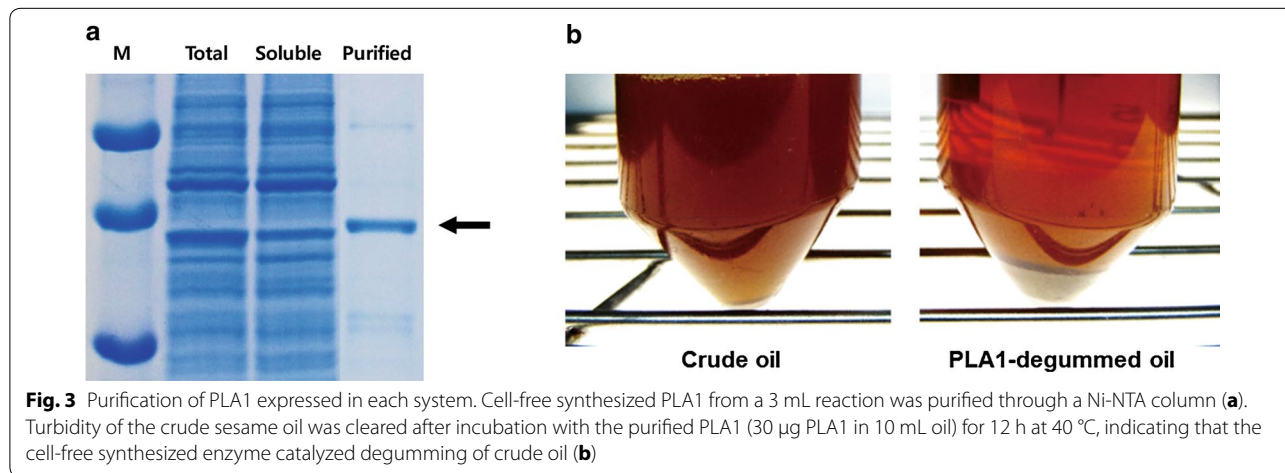 a
M Total Soluble Purified
b
Crude oil
PLA1-degummed oil
Fig. 3 Purification of PLA1 expressed in each system. Cell-free synthesized PLA1 from a 3 mL reaction was purified through a Ni-NTA column (a).
Turbidity of the crude sesame oil was cleared after incubation with the purified PLA1 (30 μg PLA1 in 10 mL oil) for 12 h at 40 °C, indicating that the
cell-free synthesized enzyme catalyzed degumming of crude oil (b)